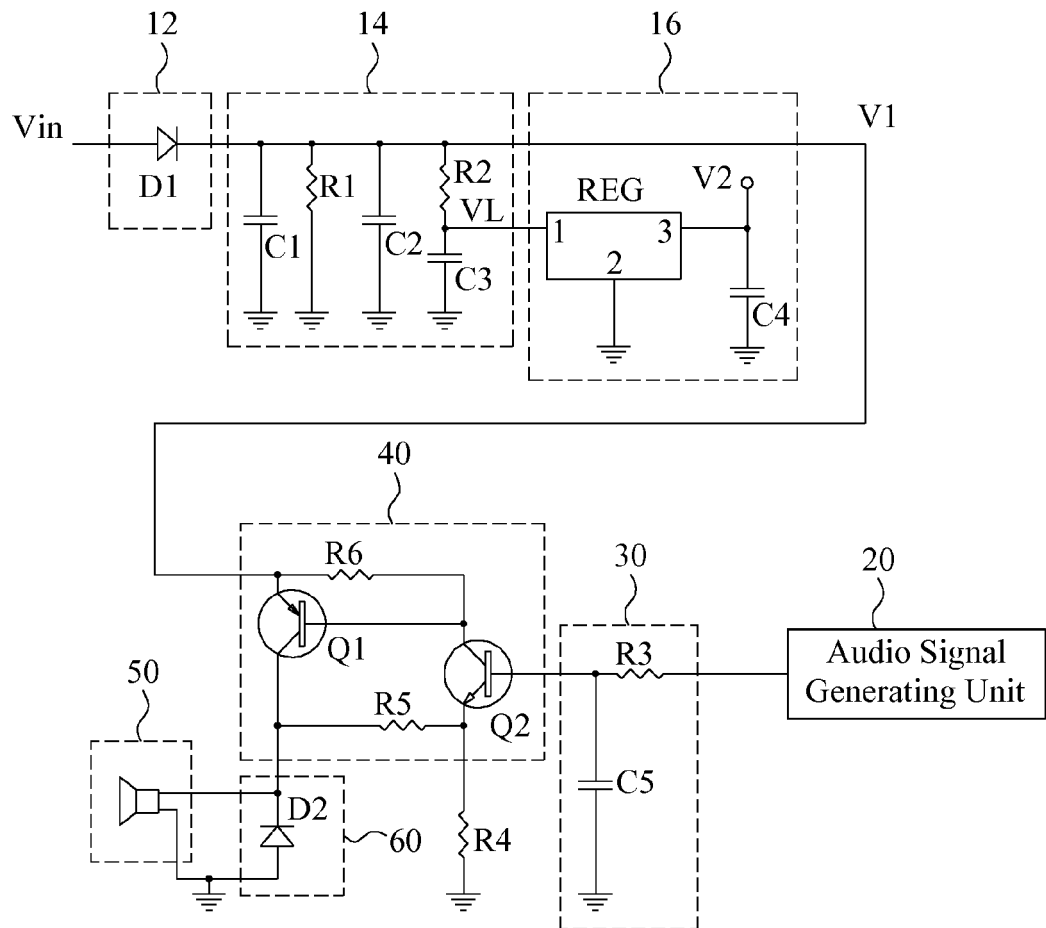 12
14
16
Vin
V1
D1
R1
R2
REG
V2
VL
C1
C2
C3
1
3
2
C4
40
R6
30
20
Q1
R3
Audio Signal
Generating Unit
50
R5
Q2
C5
D2
60
R4